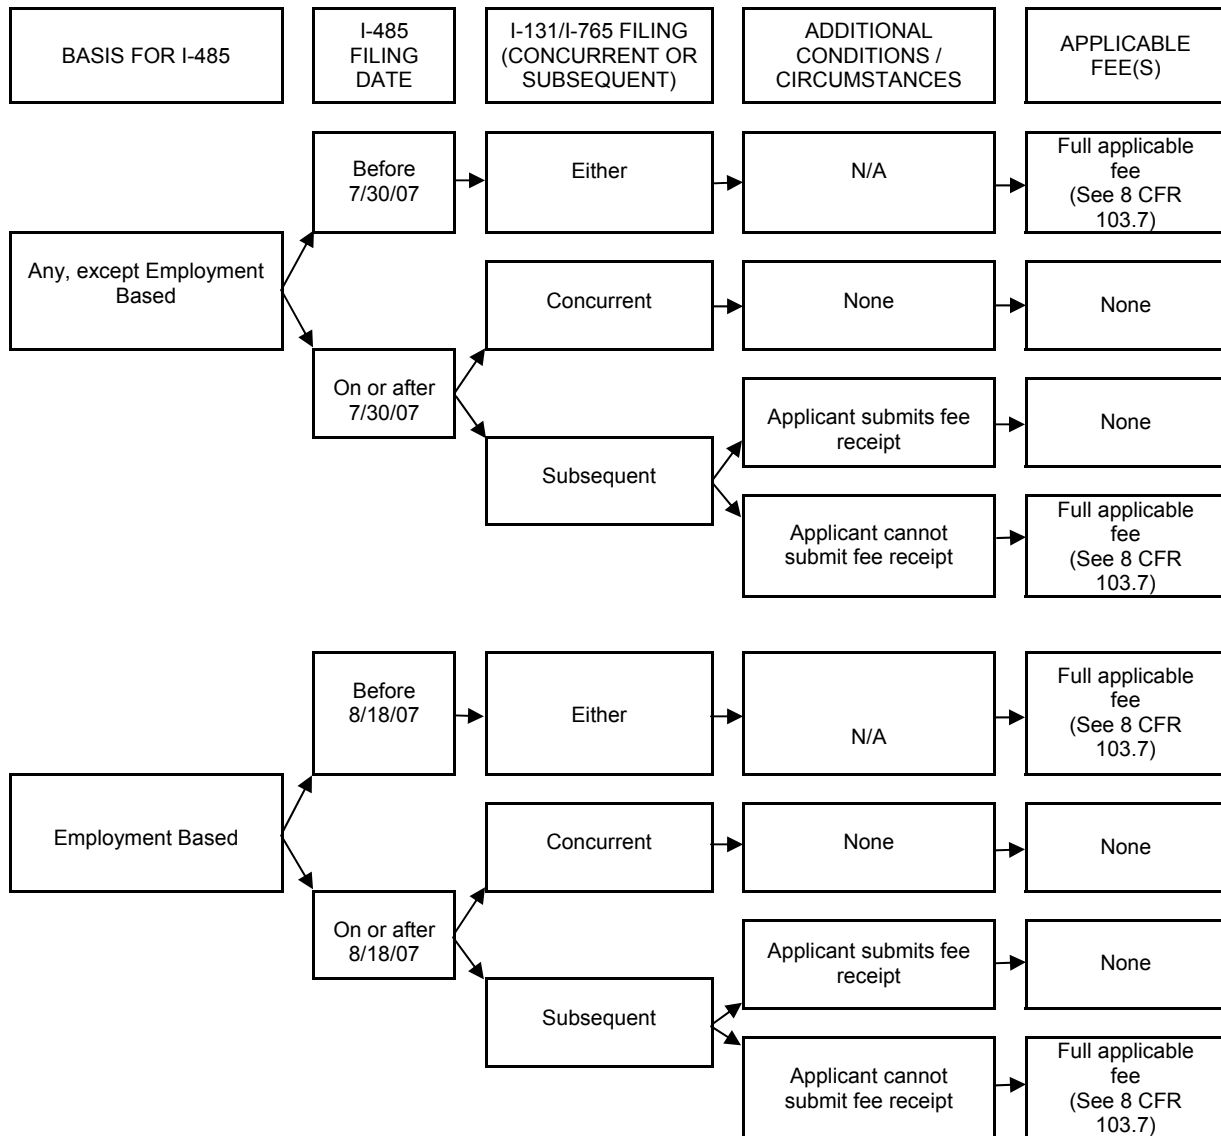 BASIS FOR I-485
I-485
FILING
DATE
I-131/I-765 FILING
(CONCURRENT OR
SUBSEQUENT)
ADDITIONAL
CONDITIONS /
CIRCUMSTANCES
APPLICABLE
FEE(S)
Any, except Employment
Based
Before
7/30/07
Either
N/A
Full applicable
fee
(See 8 CFR
103.7)
On or after
7/30/07
Concurrent
None
None
Subsequent
Applicant submits fee
receipt
None
Applicant cannot
submit fee receipt
Full applicable
fee
(See 8 CFR
103.7)
Employment Based
Before
8/18/07
Either
N/A
Full applicable
fee
(See 8 CFR
103.7)
On or after
8/18/07
Concurrent
None
None
Subsequent
Applicant submits fee
receipt
None
Applicant cannot
submit fee receipt
Full applicable
fee
(See 8 CFR
103.7)